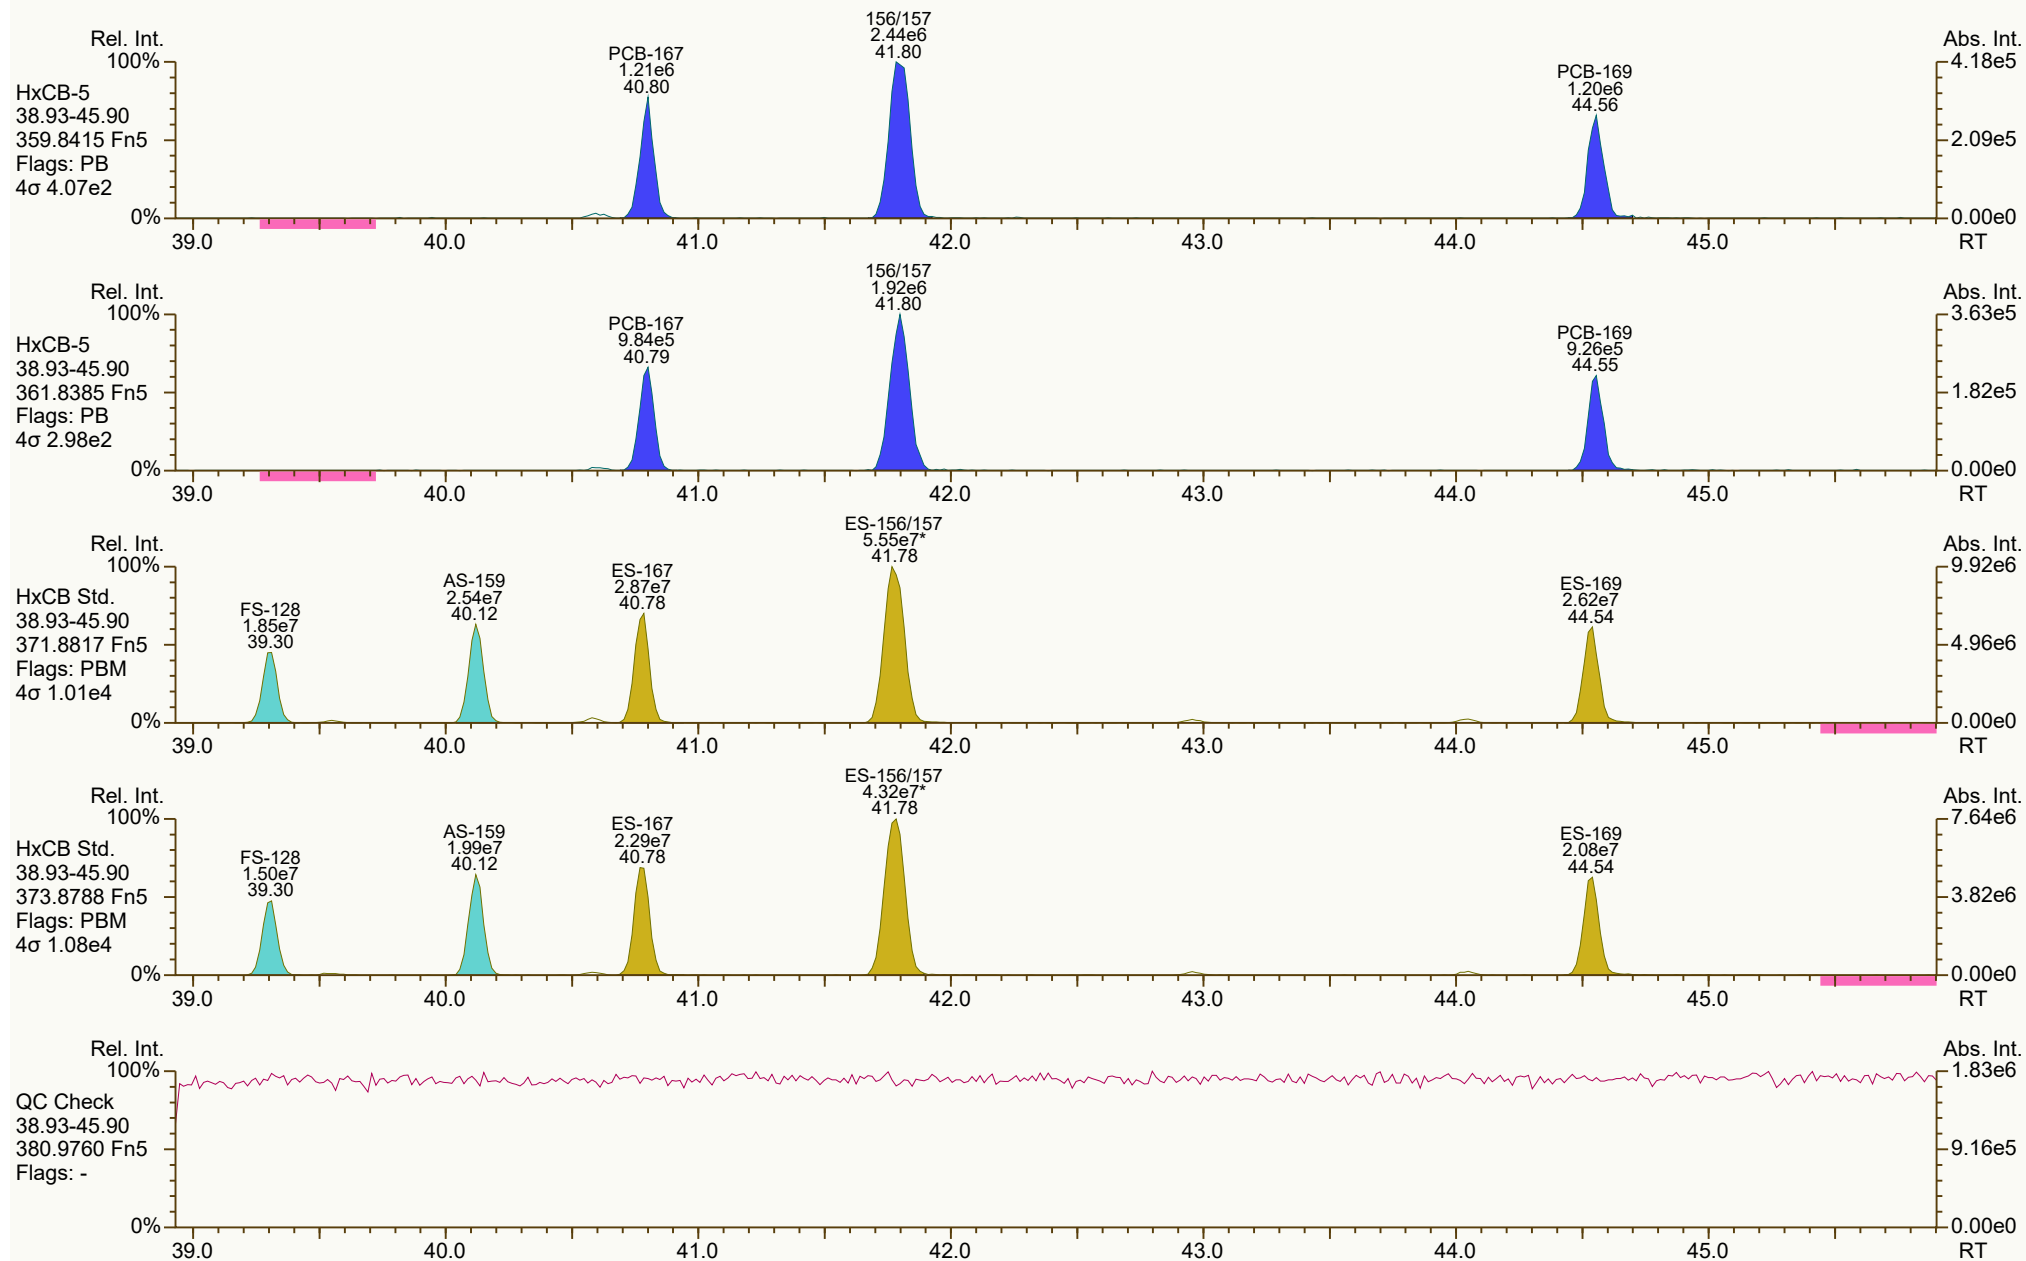 Rel. Int.
100%
0%
HxCB-5
38.93-45.90
359.8415 Fn5
Flags: PB
4σ 4.07e2
PCB-167
1.21e6
40.80
156/157
2.44e6
41.80
PCB-169
1.20e6
44.56
Abs. Int.
4.18e5
2.09e5
0.00e0
39.0 40.0 41.0 42.0 43.0 44.0 45.0 RT
Rel. Int.
100%
0%
HxCB-5
38.93-45.90
361.8385 Fn5
Flags: PB
4σ 2.98e2
PCB-167
9.84e5
40.79
156/157
1.92e6
41.80
PCB-169
9.26e5
44.55
Abs. Int.
3.63e5
1.82e5
0.00e0
39.0 40.0 41.0 42.0 43.0 44.0 45.0 RT
Rel. Int.
100%
0%
HxCB Std.
38.93-45.90
371.8817 Fn5
Flags: PBM
4σ 1.01e4
FS-128
1.85e7
39.30
AS-159
2.54e7
40.12
ES-167
2.87e7
40.78
ES-156/157
5.55e7*
41.78
ES-169
2.62e7
44.54
Abs. Int.
9.92e6
4.96e6
0.00e0
39.0 40.0 41.0 42.0 43.0 44.0 45.0 RT
Rel. Int.
100%
0%
HxCB Std.
38.93-45.90
373.8788 Fn5
Flags: PBM
4σ 1.08e4
FS-128
1.50e7
39.30
AS-159
1.99e7
40.12
ES-167
2.29e7
40.78
ES-156/157
4.32e7*
41.78
ES-169
2.08e7
44.54
Abs. Int.
7.64e6
3.82e6
0.00e0
39.0 40.0 41.0 42.0 43.0 44.0 45.0 RT
Rel. Int.
100%
0%
QC Check
38.93-45.90
380.9760 Fn5
Flags: -
Abs. Int.
1.83e6
9.16e5
0.00e0
39.0 40.0 41.0 42.0 43.0 44.0 45.0 RT